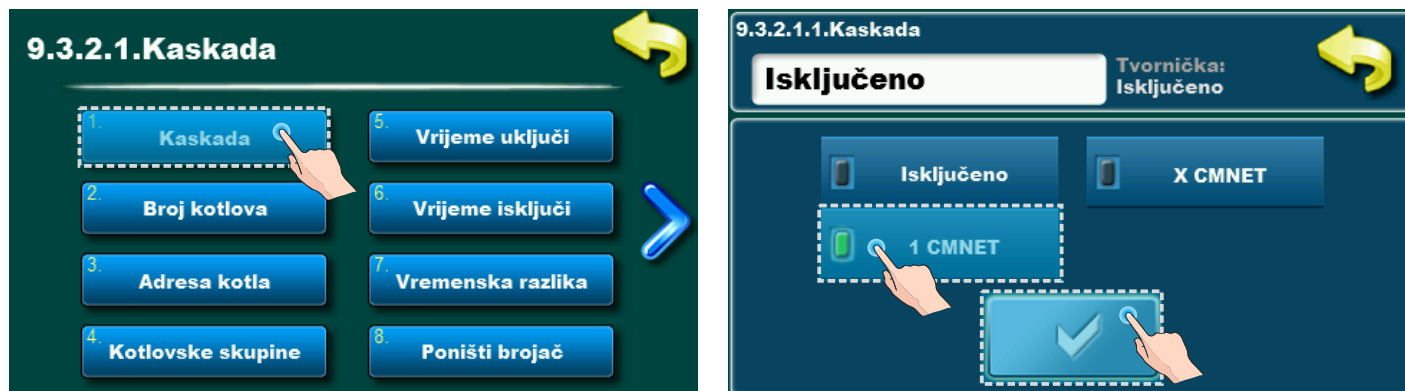 9.3.2.1.Kaskada
1. Kaskada
2. Broj kotlova
3. Adresa kotla
4. Kotlovske skupine
5. Vrijeme uključi
6. Vrijeme isključi
7. Vremenska razlika
8. Poništi brojač
9.3.2.1.1.Kaskada
Isključeno
Tvornička:
Isključeno
Isključeno
X CMNET
1 CMNET